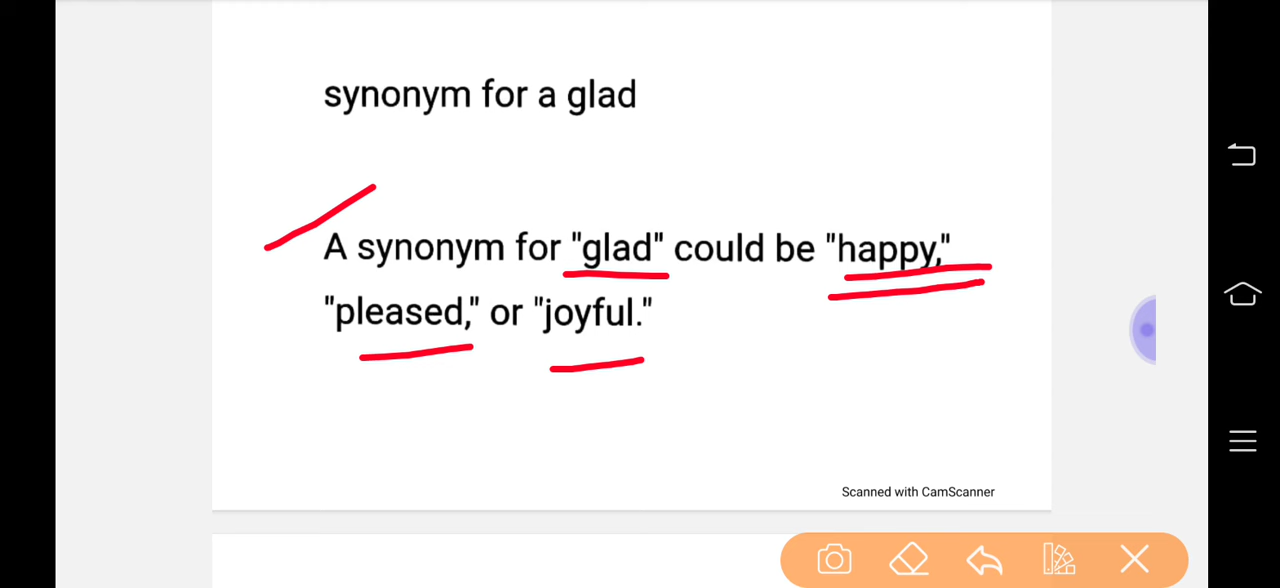 synonym for a glad
A synonym for "glad" could be "happy,"
"pleased," or "joyful."
Scanned with CamScanner